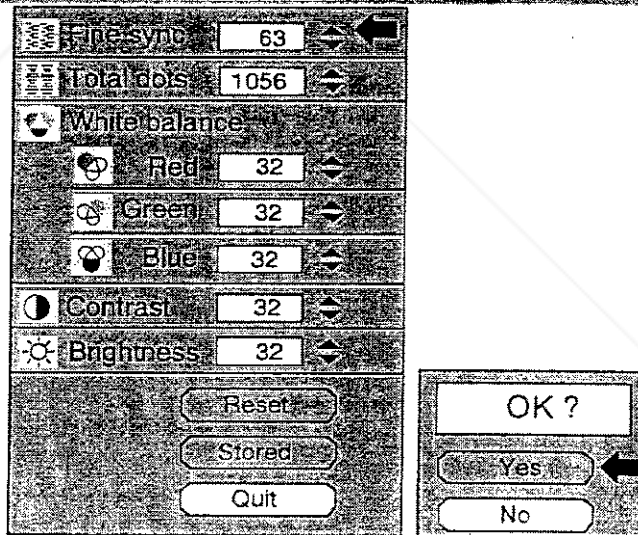 Fine sync 63
Total dots 1056
White balance
Red 32
Green 32
Blue 32
Contrast 32
Brightness 32
Reset
Stored
Quit
OK ?
Yes
No